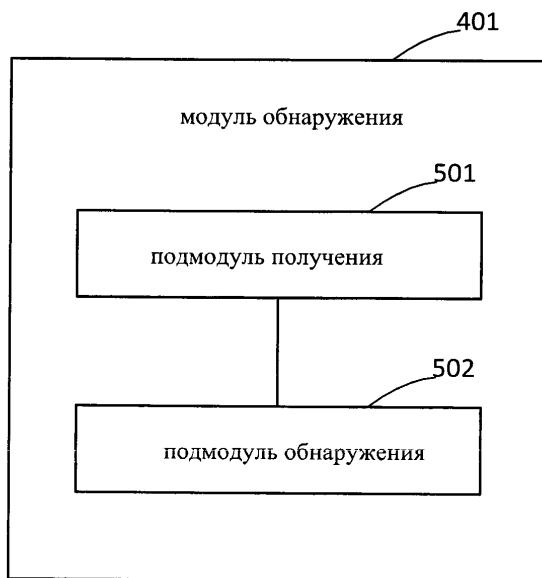 401
модуль обнаружения
501
подмодуль получения
502
подмодуль обнаружения